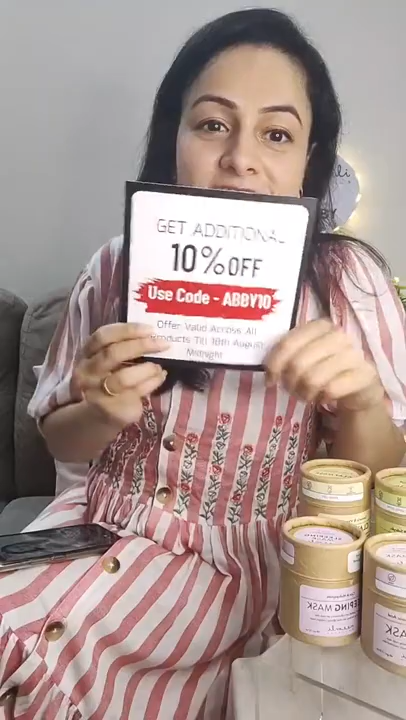 GET ADDITIONAL
10% OFF
Use Code - ABBY10
Offer Valid Across All
Products Till 18th August
Midnight
SLEEPING MASK
MASK